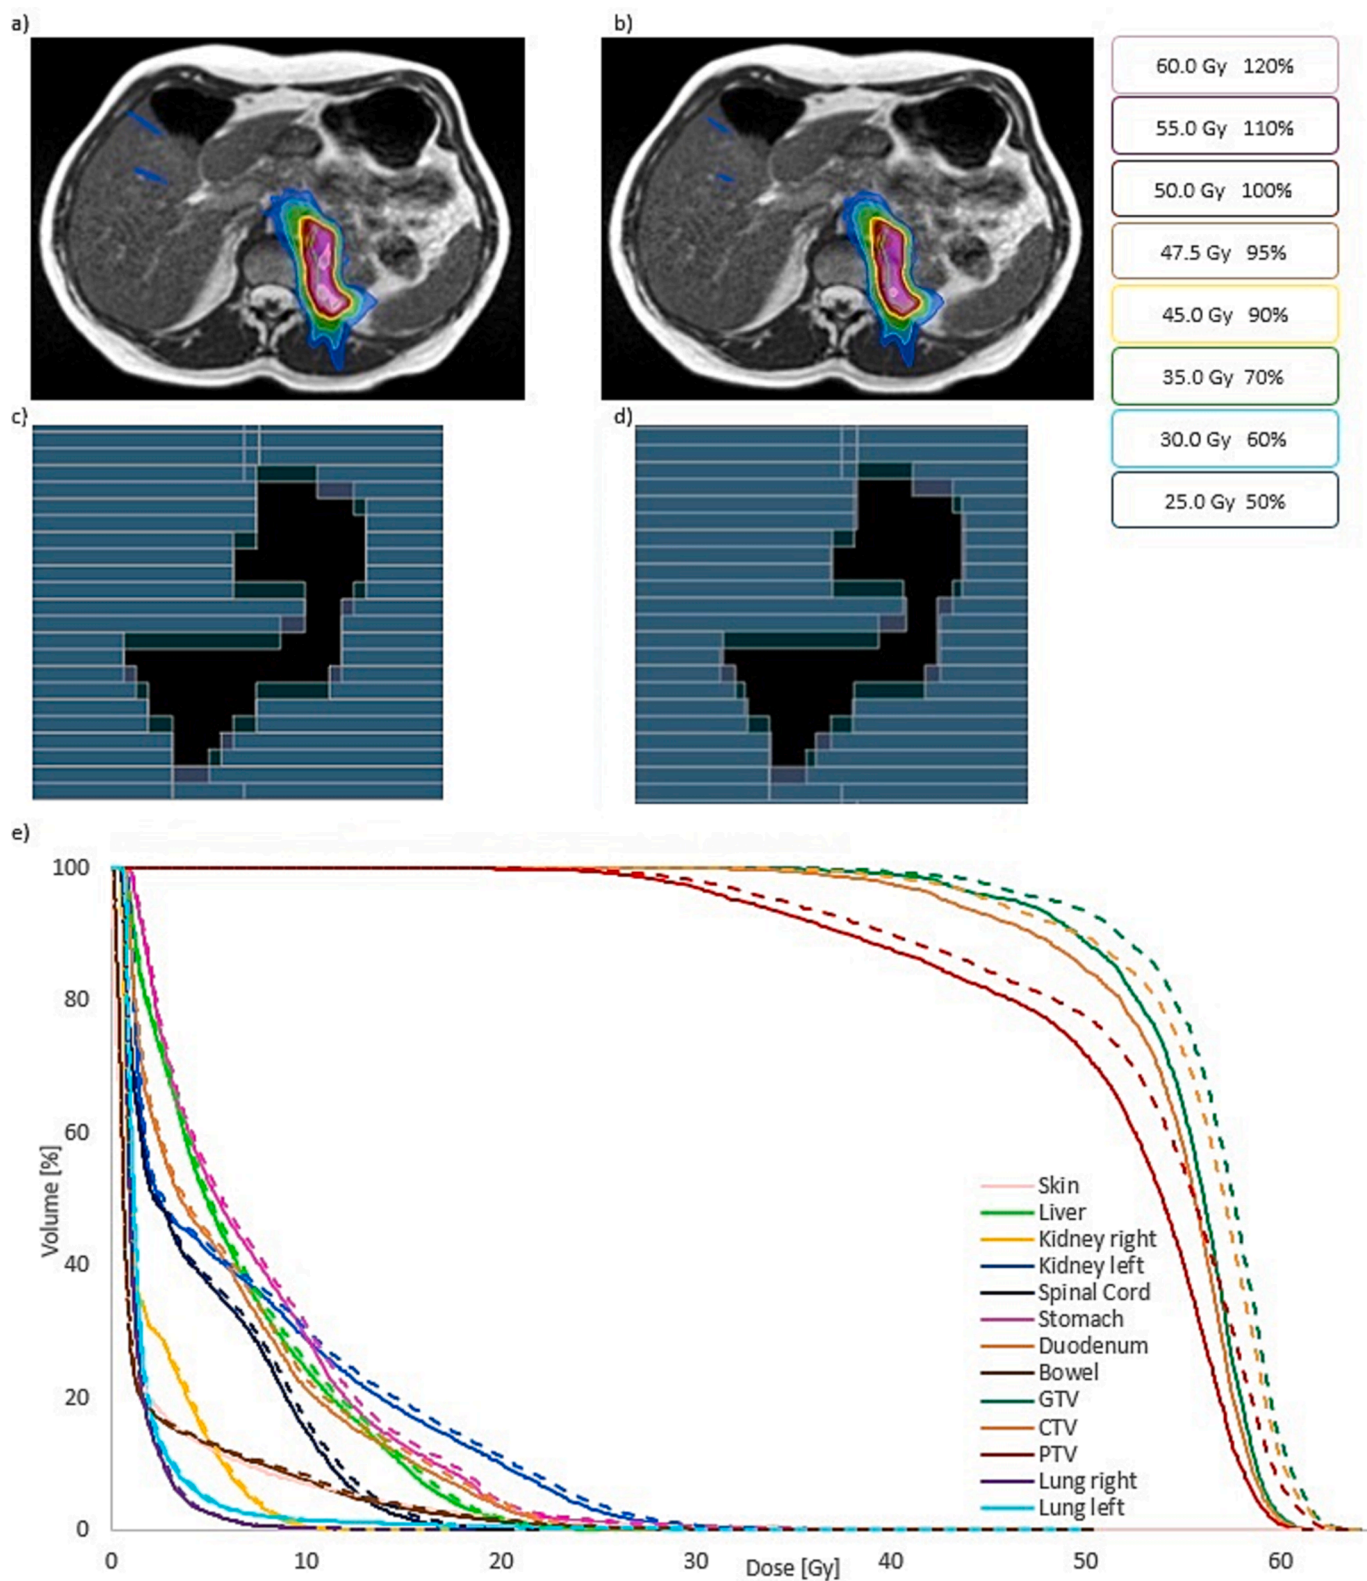 a)
b)
60.0 Gy 120%
55.0 Gy 110%
50.0 Gy 100%
47.5 Gy 95%
45.0 Gy 90%
35.0 Gy 70%
30.0 Gy 60%
25.0 Gy 50%
c)
d)
e)
100
80
60
40
20
0
Volume [%]
Skin
Liver
Kidney right
Kidney left
Spinal Cord
Stomach
Duodenum
Bowel
GTV
CTV
PTV
Lung right
Lung left
0 10 20 30 40 50 60
Dose [Gy]